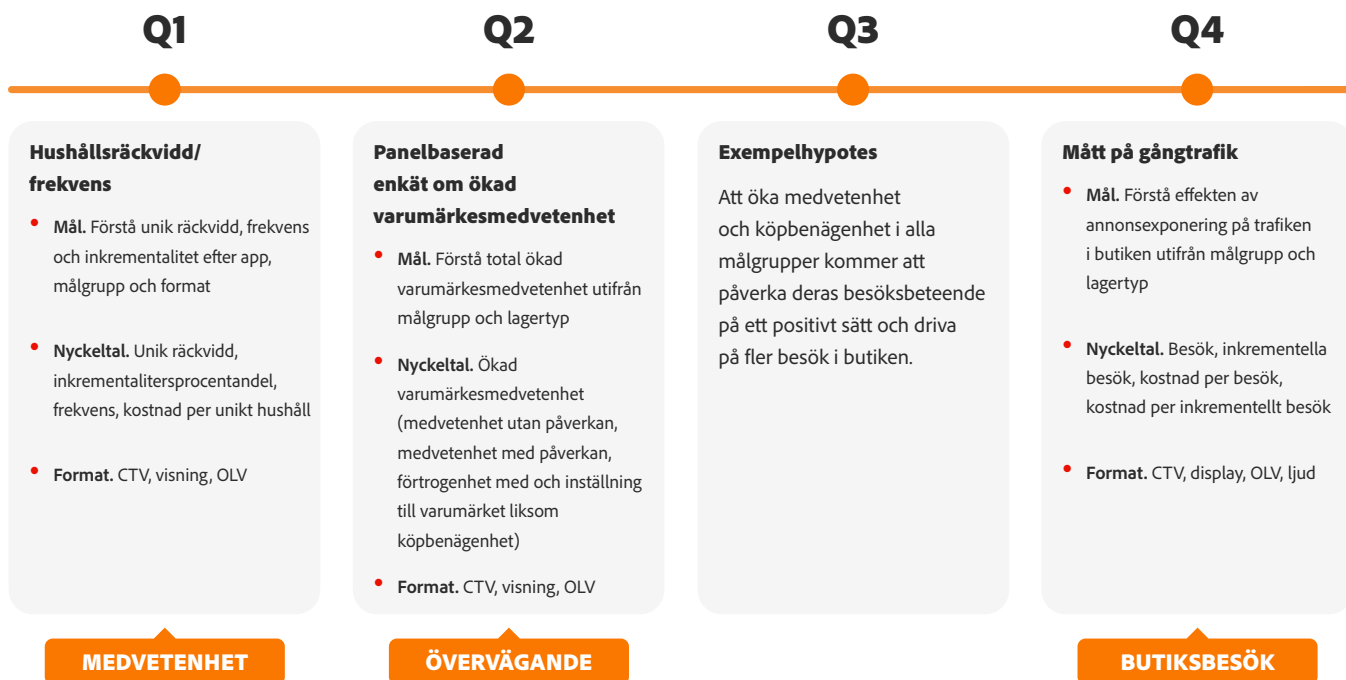 Q1
Q2
Q3
Q4
Hushållsräckvidd/
frekvens
• Mål. Förstå unik räckvidd, frekvens
och inkrementalitet efter app,
målgrupp och format
• Nyckeltal. Unik räckvidd,
inkrementalitersprocentandel,
frekvens, kostnad per unikt hushåll
• Format. CTV, visning, OLV
MEDVETENHET
Panelbaserad
enkät om ökad
varumärkesmedvetenhet
• Mål. Förstå total ökad
varumärkesmedvetenhet utifrån
målgrupp och lagertyp
• Nyckeltal. Ökad
varumärkesmedvetenhet
(medvetenhet utan påverkan,
medvetenhet med påverkan,
förtrogenhet med och inställning
till varumärket liksom
köpbenägenhet)
• Format. CTV, visning, OLV
ÖVERVÄGANDE
Exempelhypotes
Att öka medvetenhet
och köpbenägenhet i alla
målgrupper kommer att
påverka deras besöksbeteende
på ett positivt sätt och driva
på fler besök i butiken.
Mått på gångtrafik
• Mål. Förstå effekten av
annonsexponering på trafiken
i butiken utifrån målgrupp och
lagertyp
• Nyckeltal. Besök, inkrementella
besök, kostnad per besök,
kostnad per inkrementellt besök
• Format. CTV, display, OLV, ljud
BUTIKSBESÖK